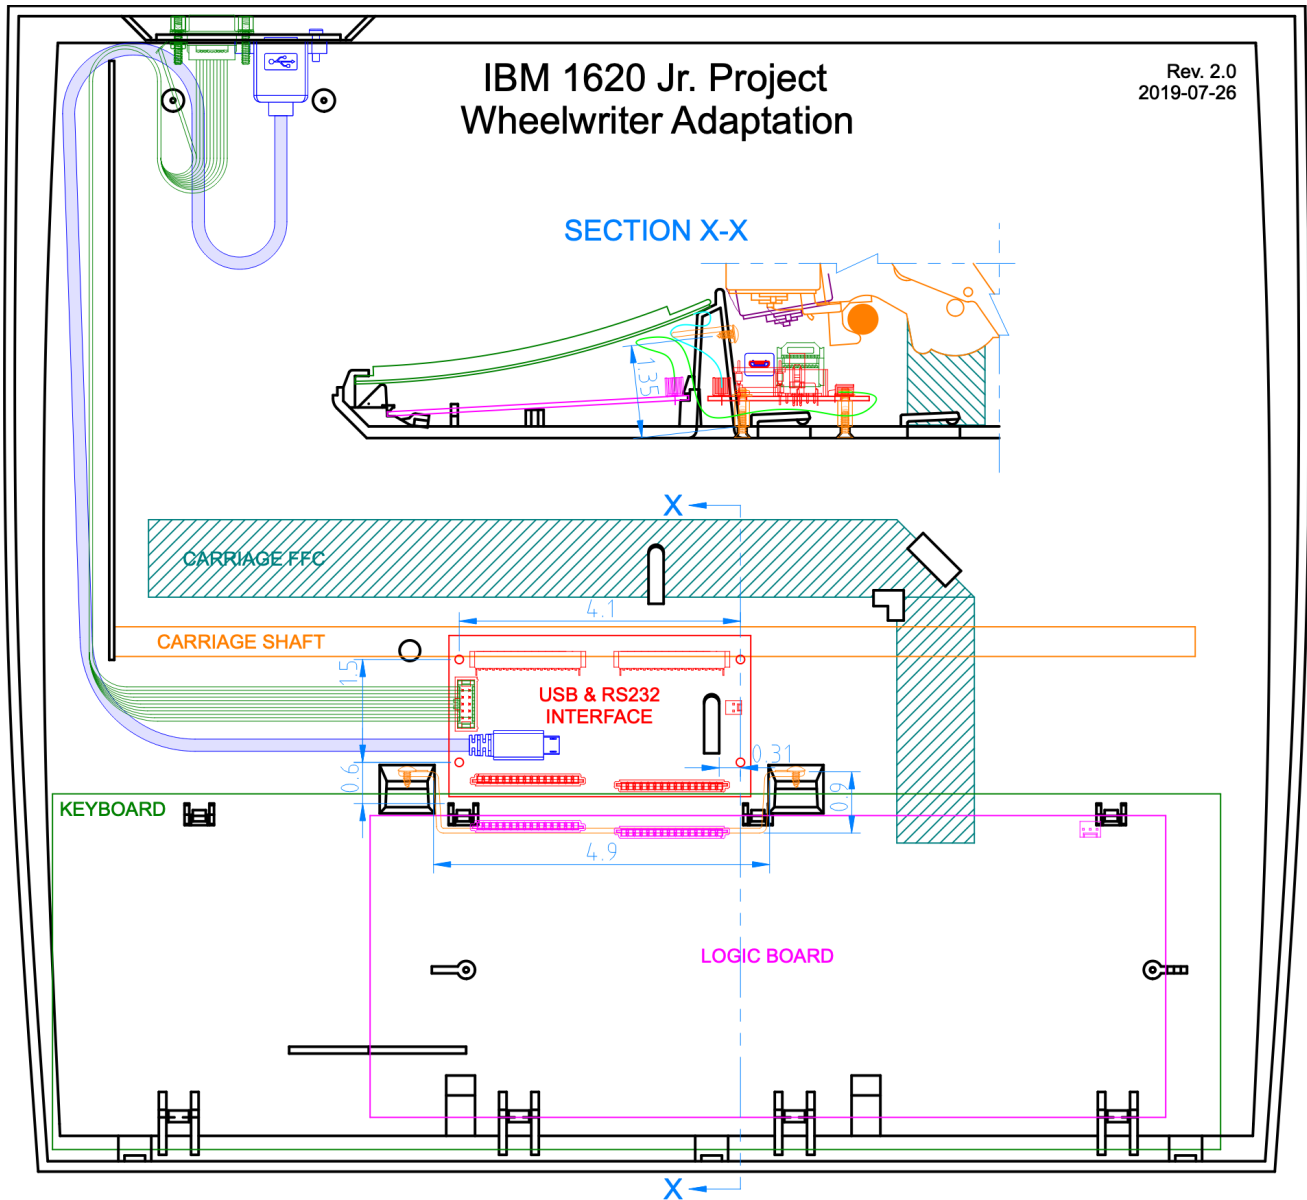 IBM 1620 Jr. Project
Wheelwriter Adaptation
Rev. 2.0
2019-07-26
SECTION X-X
1.35
X
CARRIAGE FFC
4.1
CARRIAGE SHAFT
1.5
USB & RS232
INTERFACE
0.31
0.6
0.9
KEYBOARD
4.9
LOGIC BOARD
X